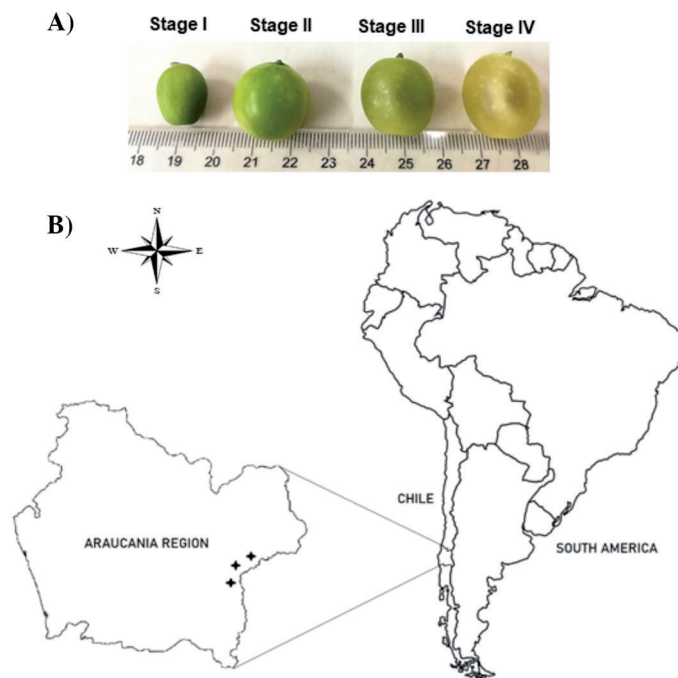 A)
Stage I Stage II Stage III Stage IV
18 19 20 21 22 23 24 25 26 27 28
B)
N
W E
S
CHILE
ARAUCANIA REGION
SOUTH AMERICA